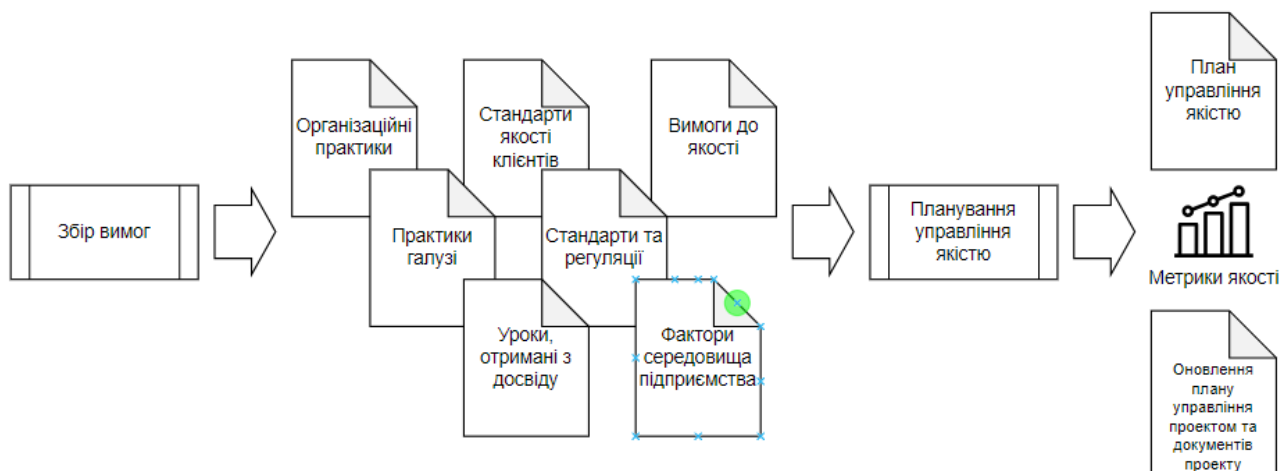 Збір вимог
Організаційні
практики
Стандарти
якості
клієнтів
Вимоги до
якості
Практики
галузі
Стандарти та
регуляції
Уроки,
отримані з
досвіду
Фактори
середовища
підприємства
Планування
управління
якістю
План
управління
якістю
Метрики якості
Оновлення
плану
управління
проектом та
документів
проекту